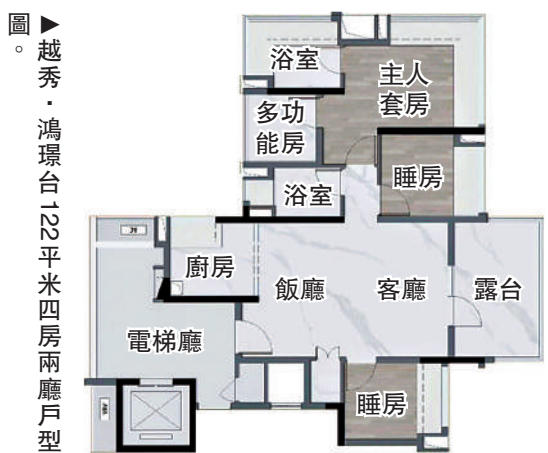 ▶越秀·鴻璟台122平米四房兩廳戶型
圖。
浴室
主人
套房
多功
能房
睡房
浴室
廚房
飯廳
客廳
露台
電梯廳
睡房